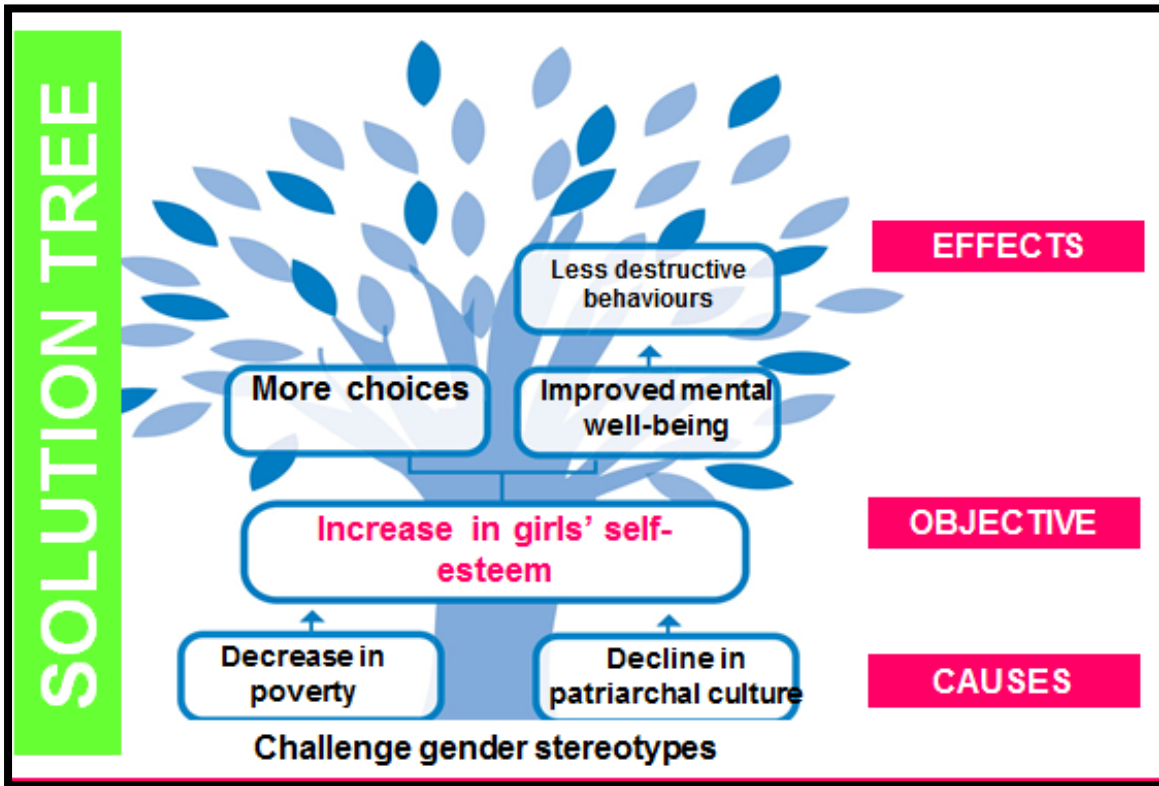 SOLUTION TREE
EFFECTS
Less destructive
behaviours
More choices
Improved mental
well-being
OBJECTIVE
Increase in girls' self-
esteem
Decrease in
poverty
Decline in
patriarchal culture
CAUSES
Challenge gender stereotypes